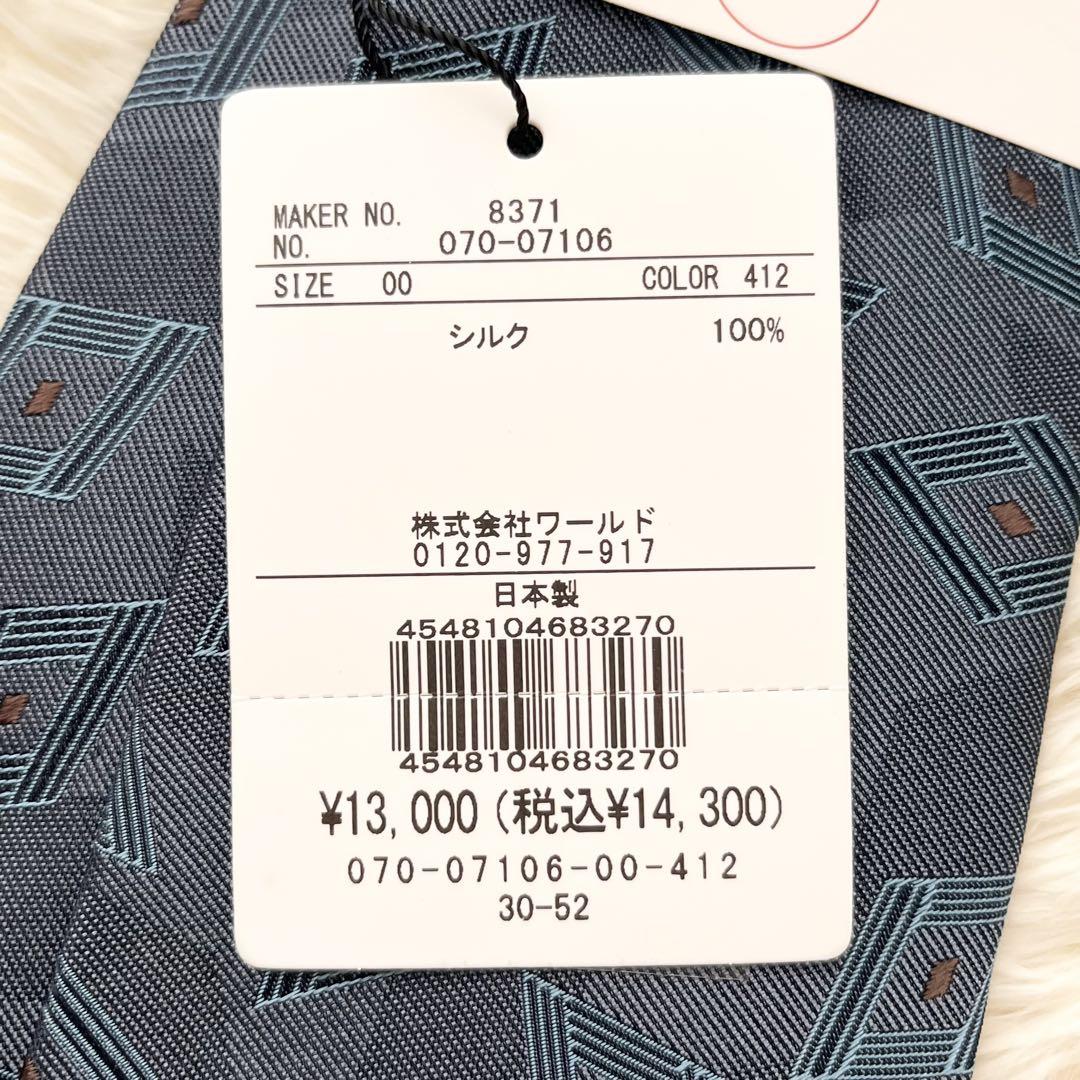 MAKER NO. 8371
NO. 070-07106
SIZE 00 COLOR 412
シルク 100%
株式会社ワールド
0120-977-917
日本製
4548104683270
4548104683270
¥13,000(税込¥14,300)
070-07106-00-412
30-52